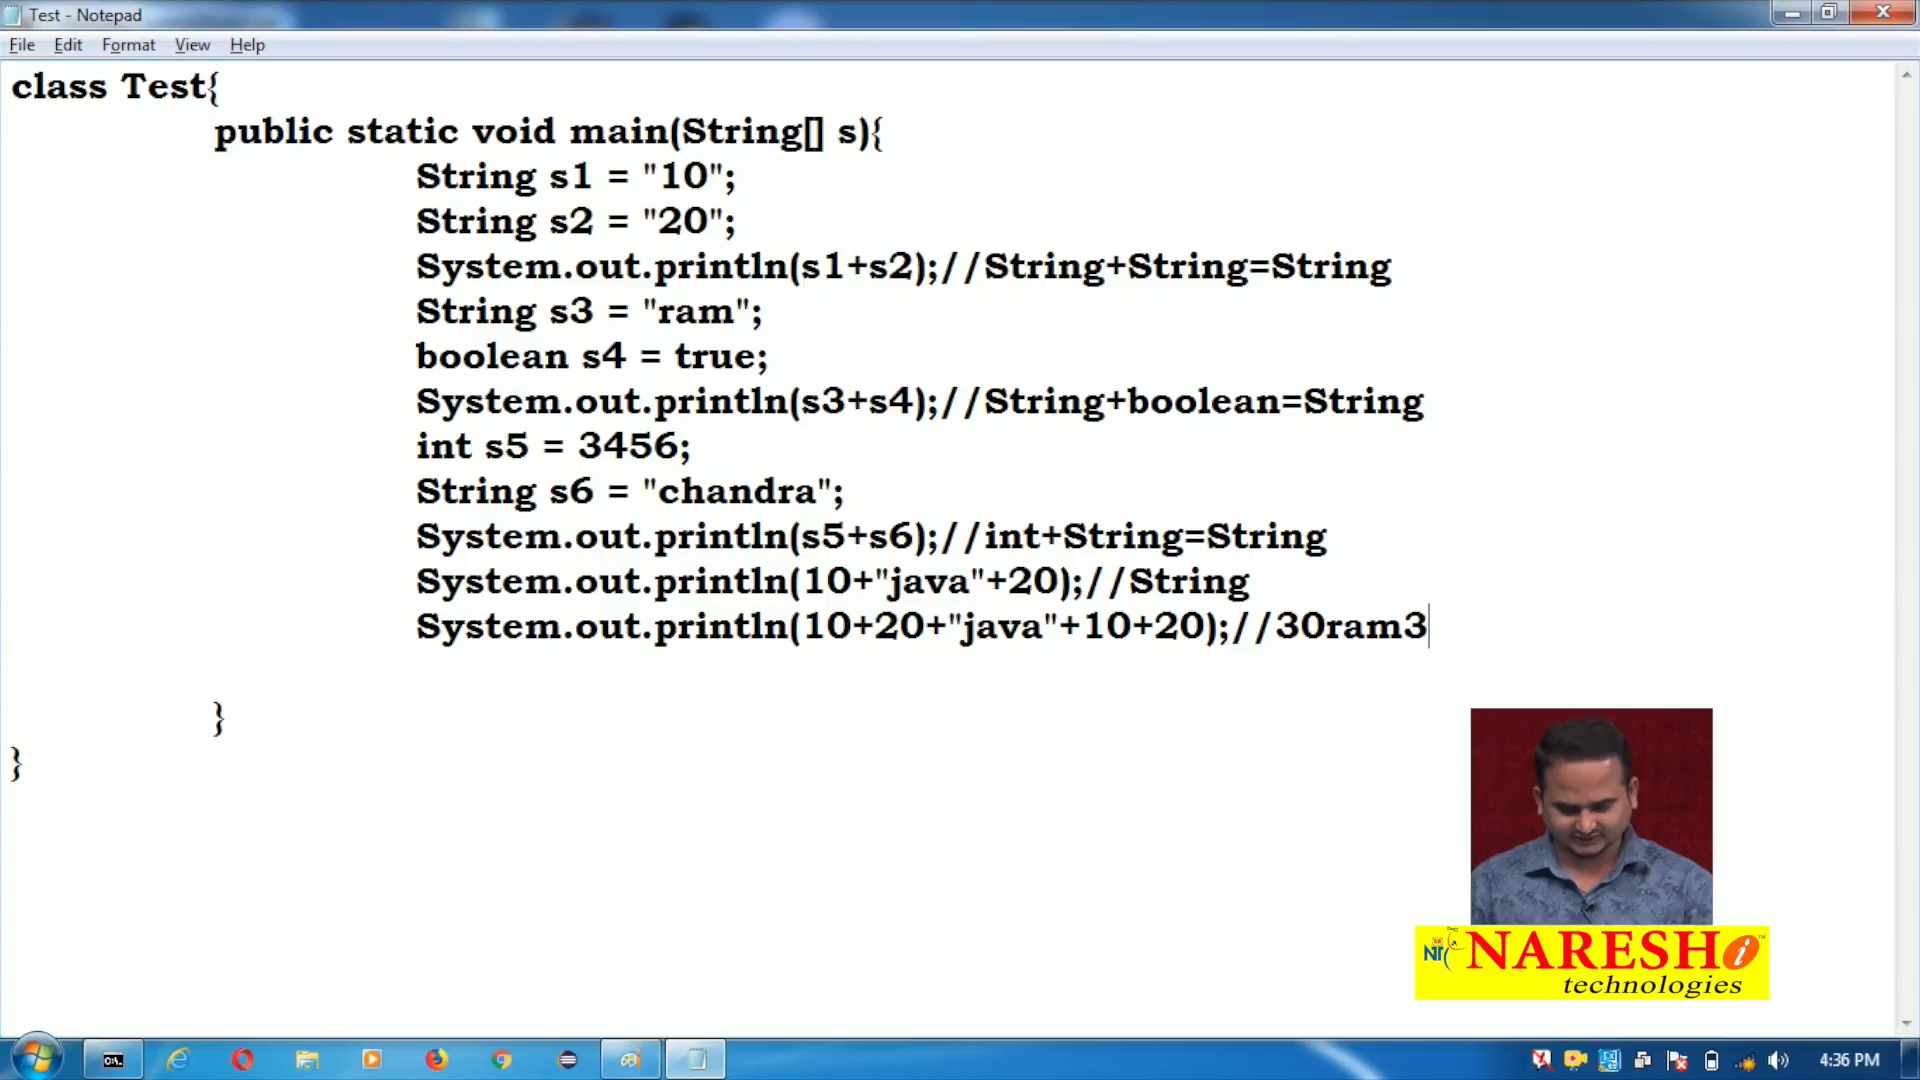 Test - Notepad
File Edit Format View Help
class Test{
public static void main(String[] s){
String s1 = "10";
String s2 = "20";
System.out.println(s1+s2);//String+String=String
String s3 = "ram";
boolean s4 = true;
System.out.println(s3+s4);//String+boolean=String
int s5 = 3456;
String s6 = "chandra";
System.out.println(s5+s6);//int+String=String
System.out.println(10+"java"+20);//String
System.out.println(10+20+"java"+10+20);//30ram3
}
}
NARESH i
technologies
4:36 PM